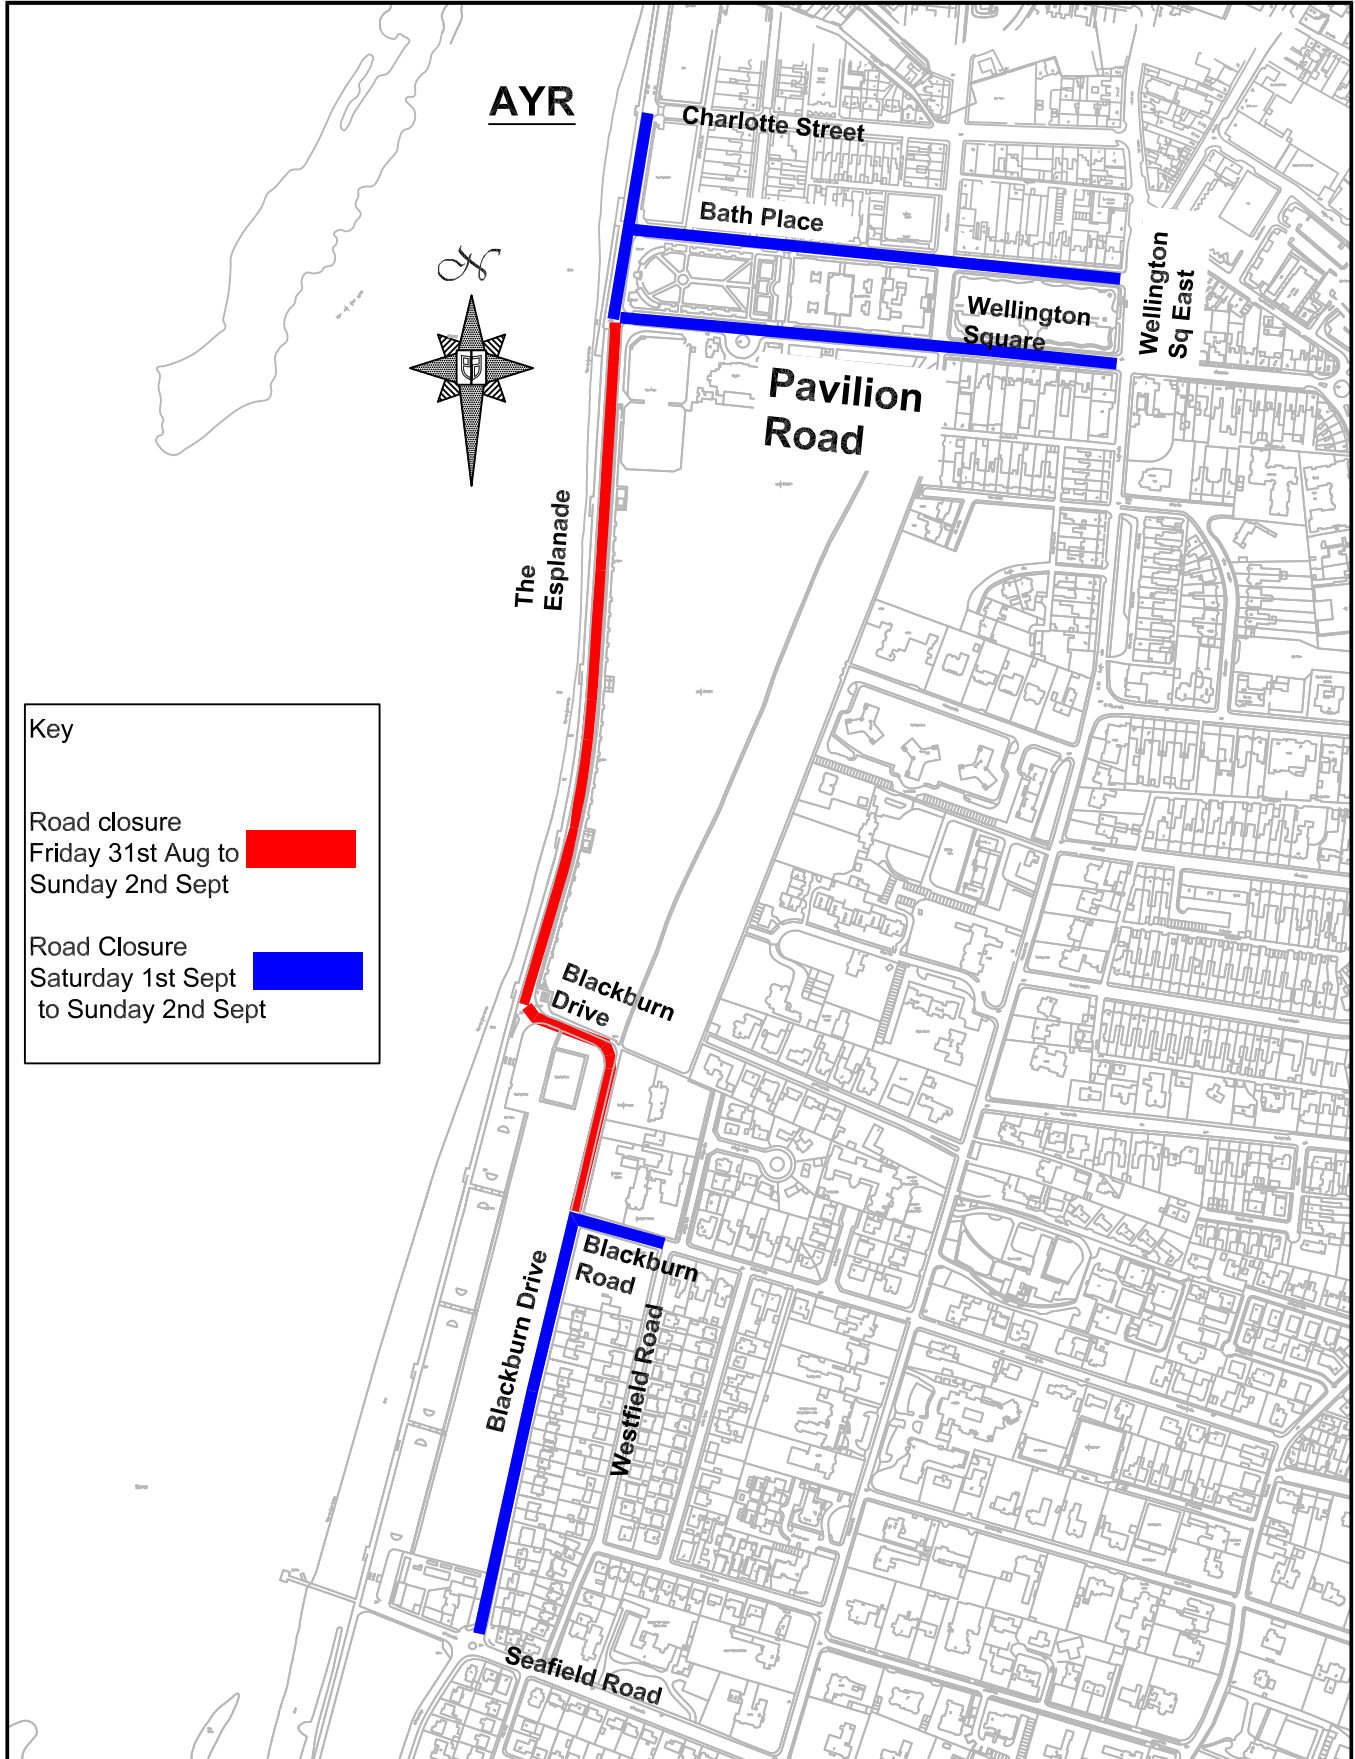 AYR
Charlotte Street
Bath Place
Wellington
Sq East
Wellington
Square
Pavilion
Road
The
Esplanade
Key
Road closure
Friday 31st Aug to
Sunday 2nd Sept
Road Closure
Saturday 1st Sept
to Sunday 2nd Sept
Blackburn
Drive
Blackburn
Road
Blackburn Drive
Westfield Road
Seafield Road